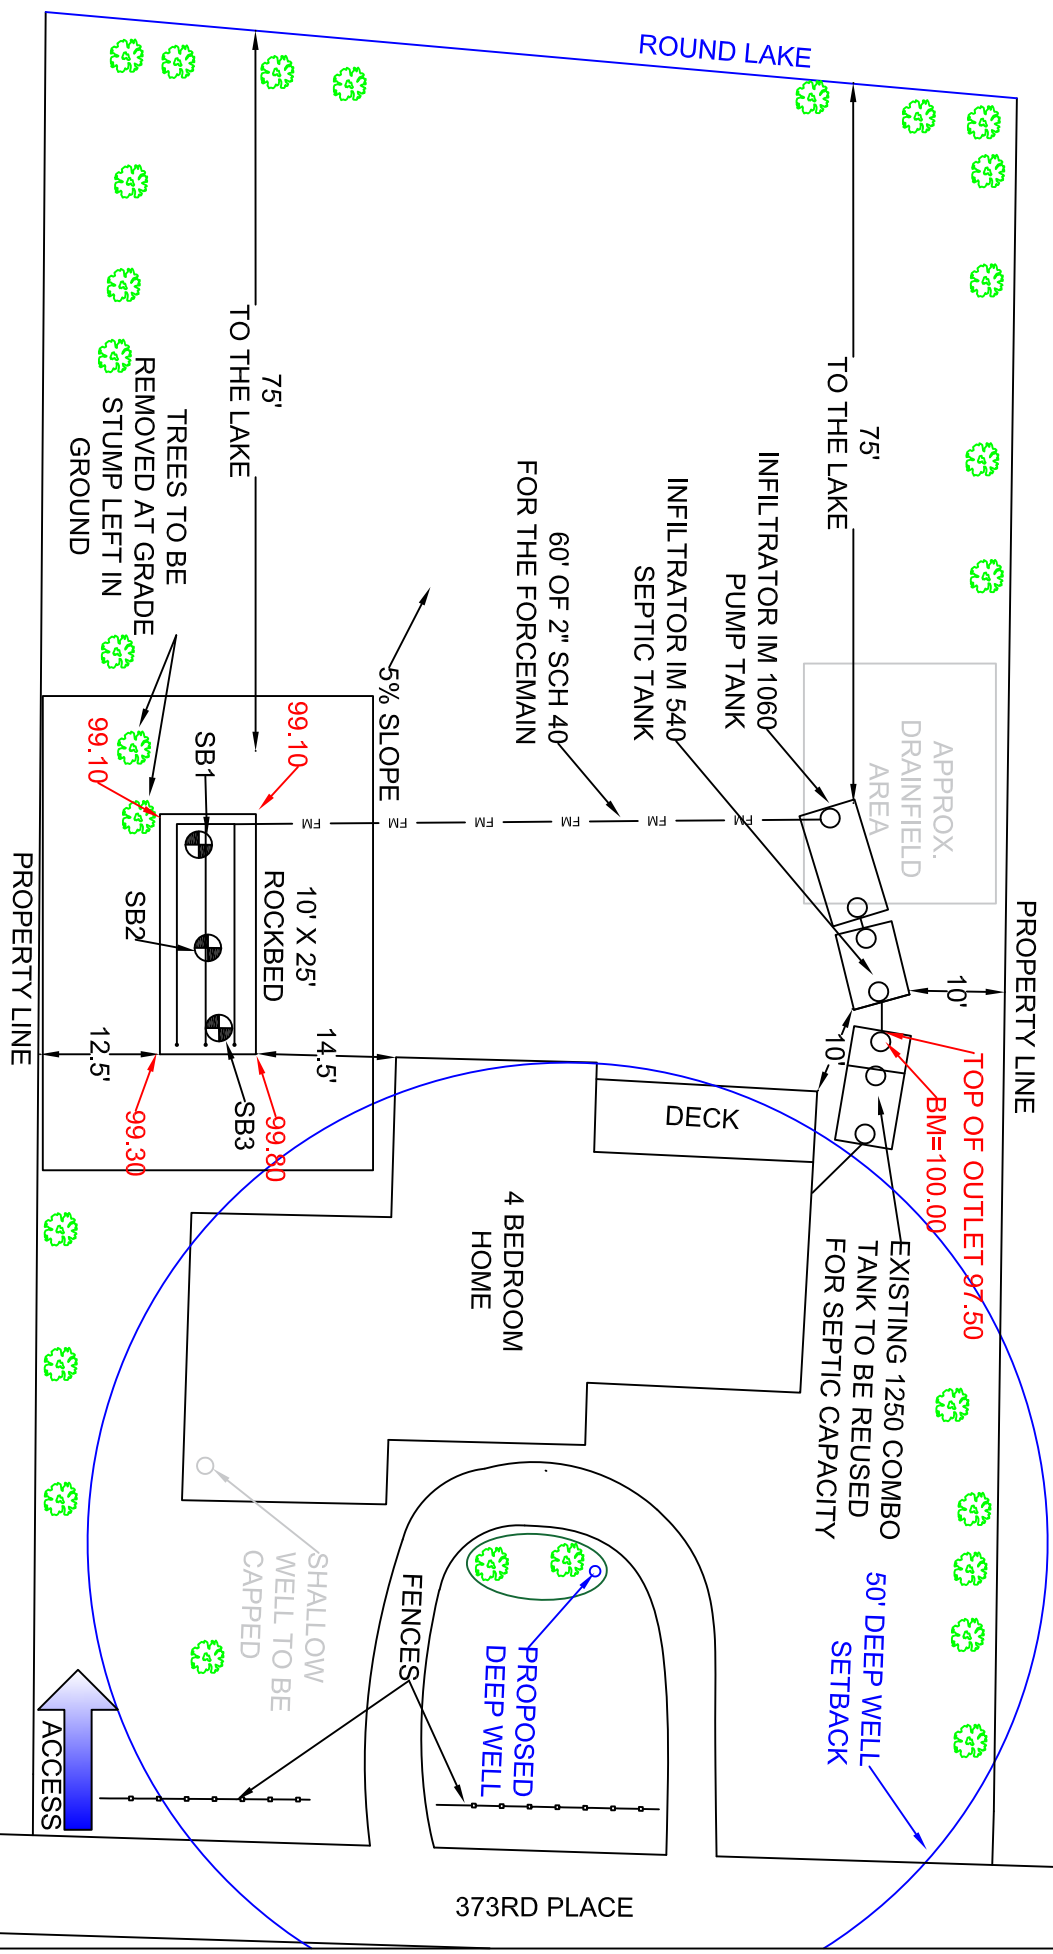 ROUND LAKE
75'
TO THE LAKE
75'
TO THE LAKE
TREES TO BE
REMOVED AT GRADE
STUMP LEFT IN
GROUND
INFILTRATOR IM 1060
PUMP TANK
INFILTRATOR IM 540
SEPTIC TANK
60' OF 2" SCH 40
FOR THE FORCEMAIN
5% SLOPE
APPROX.
DRAINFIELD
AREA
99.10
99.10
SB1
SB2
SB3
FM
FM
FM
FM
FM
FM
10' X 25'
ROCKBED
PROPERTY LINE
PROPERTY LINE
10'
10'
12.5'
14.5'
99.30
99.80
DECK
TOP OF OUTLET 97.50
BM=100.00
EXISTING 1250 COMBO
TANK TO BE REUSED
FOR SEPTIC CAPACITY
4 BEDROOM
HOME
SHALLOW
WELL TO BE
CAPPED
FENCES
PROPOSED
DEEP WELL
50' DEEP WELL
SETBACK
ACCESS
373RD PLACE